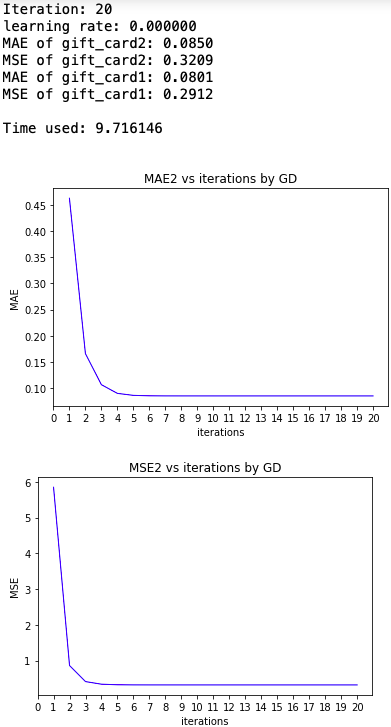 Iteration: 20
learning rate: 0.000000
MAE of gift_card2: 0.0850
MSE of gift_card2: 0.3209
MAE of gift_card1: 0.0801
MSE of gift_card1: 0.2912
Time used: 9.716146
MAE2 vs iterations by GD
MAE
0.45
0.40
0.35
0.30
0.25
0.20
0.15
0.10
0 1 2 3 4 5 6 7 8 9 10 11 12 13 14 15 16 17 18 19 20
iterations
MSE2 vs iterations by GD
MSE
6
5
4
3
2
1
0 1 2 3 4 5 6 7 8 9 10 11 12 13 14 15 16 17 18 19 20
iterations